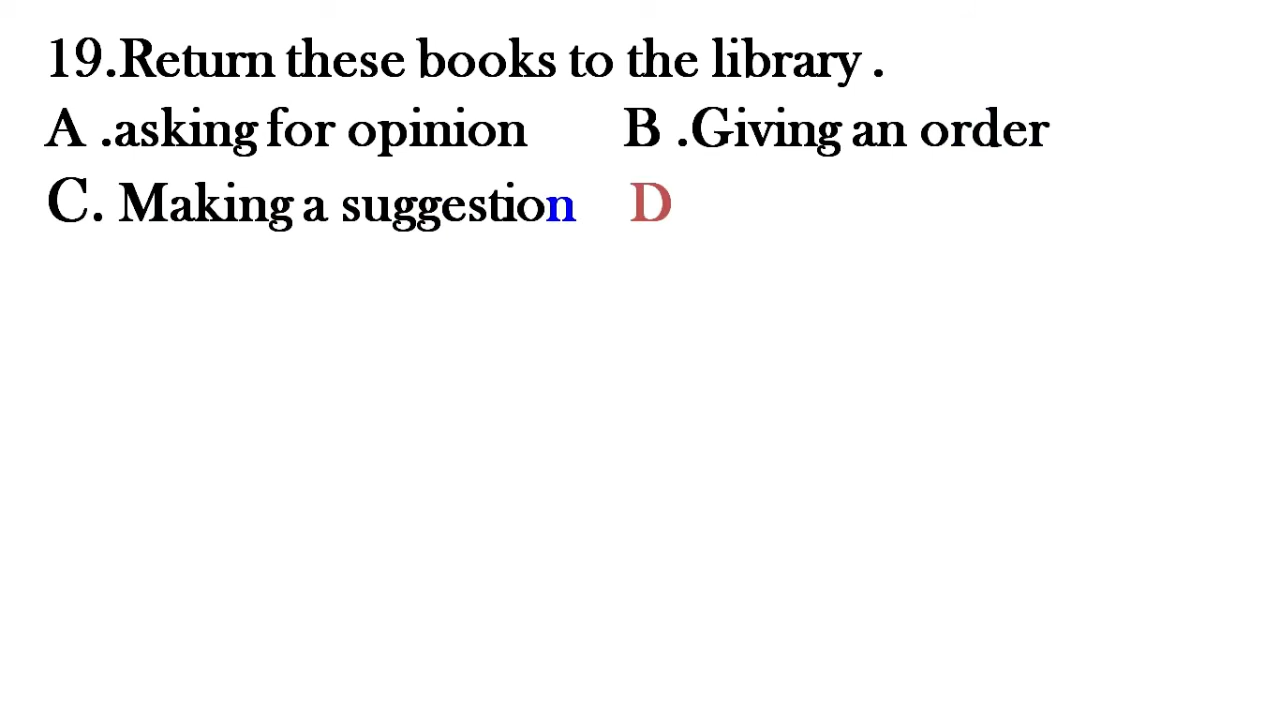 19.Return these books to the library .
A .asking for opinion B .Giving an order
C. Making a suggestion D